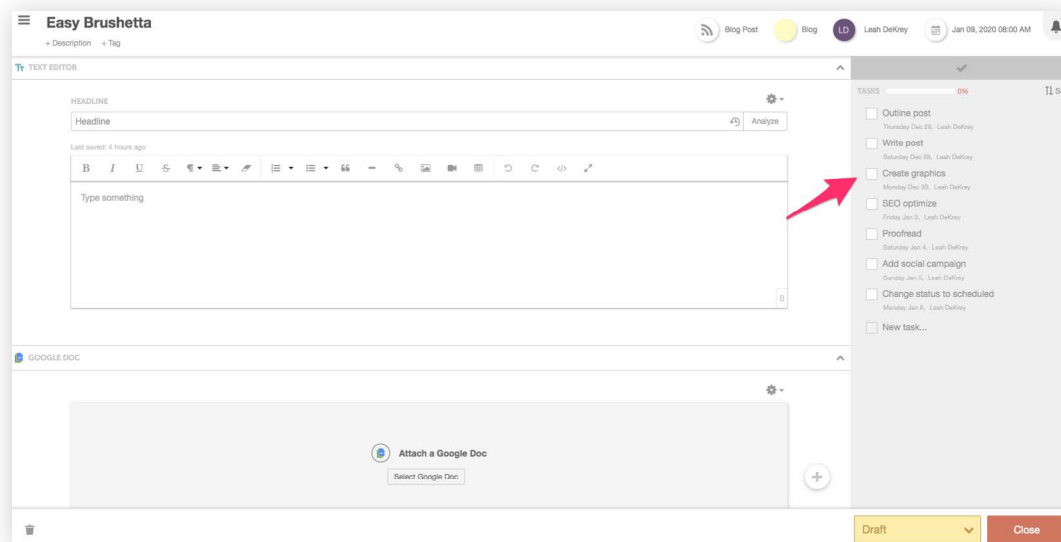 Easy Brushetta
Blog Post
Blog
LD
Leah DeKrey
Jan 09, 2020 08:00 AM
+ Description + Tag
TT TEXT EDITOR
HEADLINE
Headline
Analyze
Last saved: 4 hours ago
B I U S
Type something
0
GOOGLE DOC
Attach a Google Doc
Select Google Doc
TASKS 0%
Outline post
Thursday Dec 26, Leah DeKrey
Write post
Saturday Dec 28, Leah DeKrey
Create graphics
Monday Dec 30, Leah DeKrey
SEO optimize
Friday Jan 3, Leah DeKrey
Proofread
Saturday Jan 4, Leah DeKrey
Add social campaign
Sunday Jan 5, Leah DeKrey
Change status to scheduled
Monday Jan 6, Leah DeKrey
New task...
Draft
Close